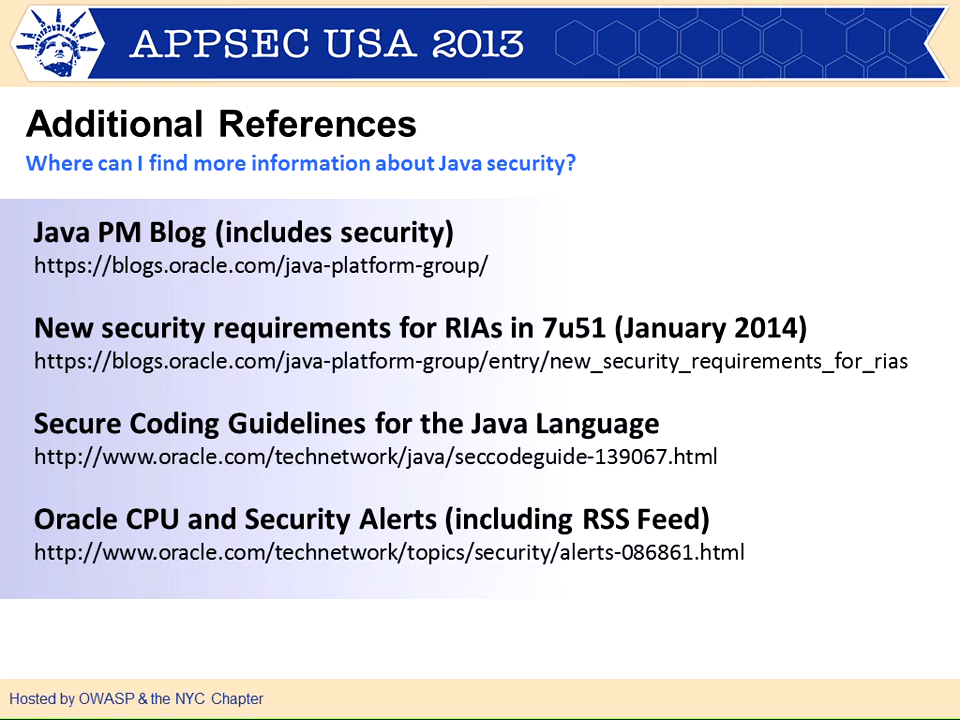 APPSEC USA 2013
Additional References
Where can I find more information about Java security?
Java PM Blog (includes security)
https://blogs.oracle.com/java-platform-group/
New security requirements for RIAs in 7u51 (January 2014)
https://blogs.oracle.com/java-platform-group/entry/new_security_requirements_for_rias
Secure Coding Guidelines for the Java Language
http://www.oracle.com/technetwork/java/seccodeguide-139067.html
Oracle CPU and Security Alerts (including RSS Feed)
http://www.oracle.com/technetwork/topics/security/alerts-086861.html
Hosted by OWASP & the NYC Chapter